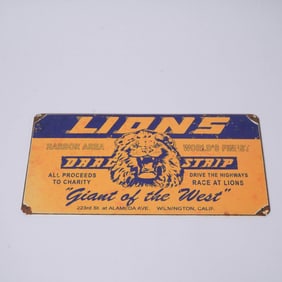 LIONS
HARBOR AREA WORLD'S FINEST
DRAG STRIP
ALL PROCEEDS DRIVE THE HIGHWAYS
TO CHARITY RACE AT LIONS
"Giant of the West"
223rd St. at ALAMEDA AVE. WILNINGTON, CALIF.